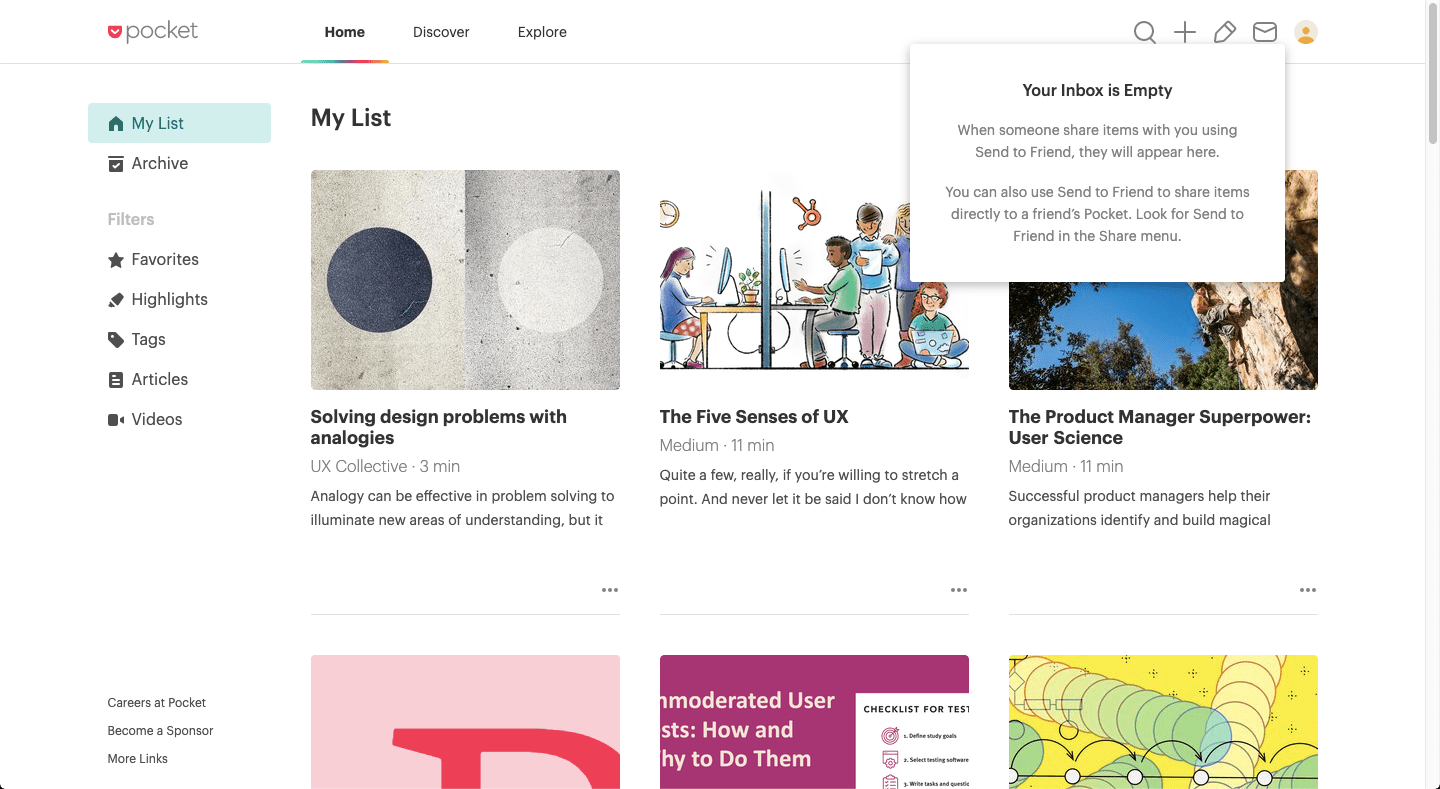 pocket
Home
Discover
Explore
Your Inbox is Empty
When someone share items with you using
Send to Friend, they will appear here.
You can also use Send to Friend to share items
directly to a friend’s Pocket. Look for Send to
Friend in the Share menu.
My List
Archive
Filters
Favorites
Highlights
Tags
Articles
Videos
Careers at Pocket
Become a Sponsor
More Links
My List
Solving design problems with
analogies
UX Collective · 3 min
Analogy can be effective in problem solving to
illuminate new areas of understanding, but it
The Five Senses of UX
Medium · 11 min
Quite a few, really, if you’re willing to stretch a
point. And never let it be said I don’t know how
The Product Manager Superpower:
User Science
Medium · 11 min
Successful product managers help their
organizations identify and build magical
nmoderated User
sts: How and
hy to Do Them
CHECKLIST FOR TEST
1. Define study goals
2. Select testing software
3. Write tasks and questio